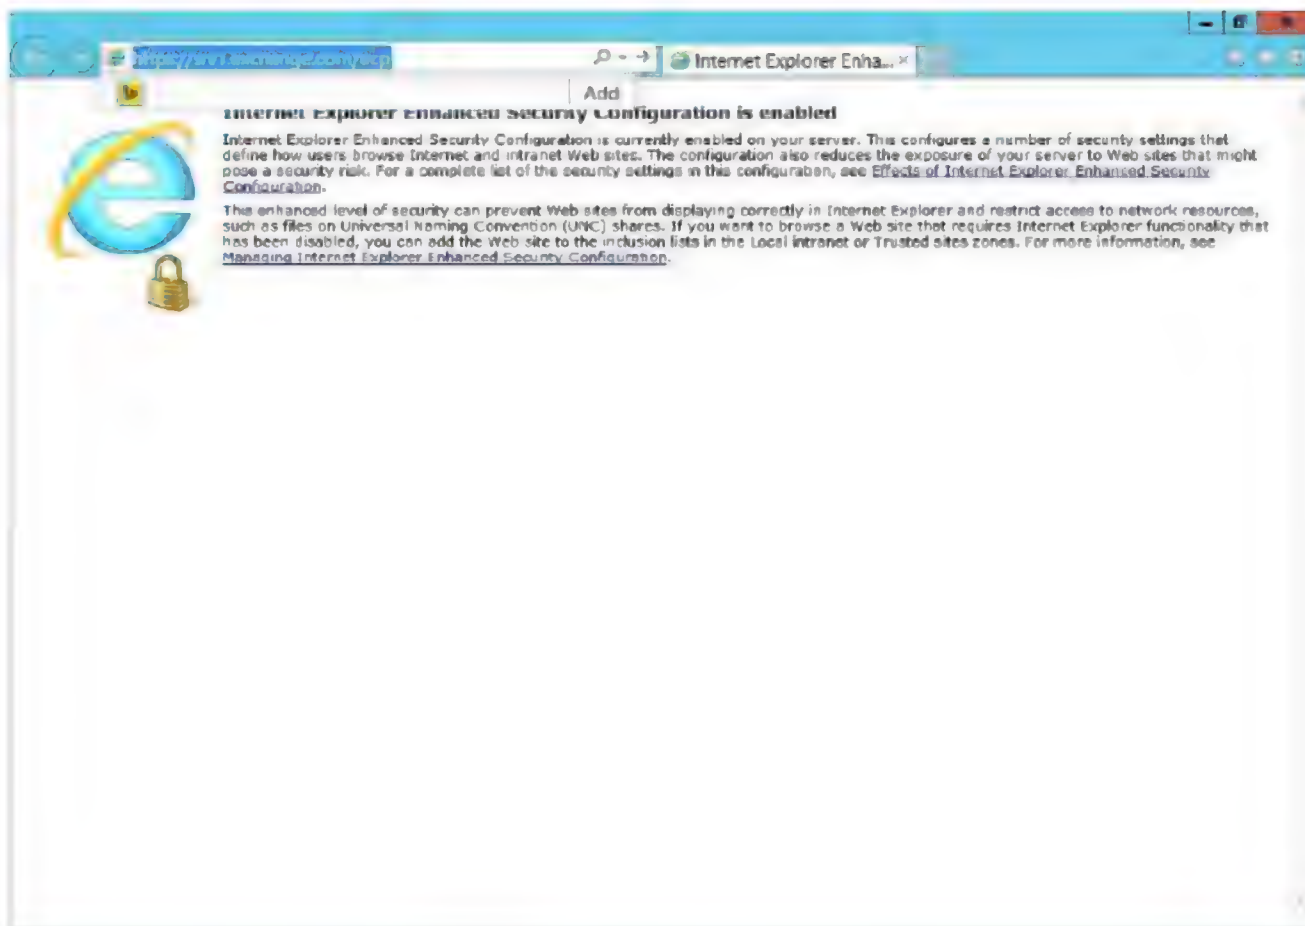 Internet Explorer Enha...
Add
Internet Explorer Enhanced Security Configuration is enabled
Internet Explorer Enhanced Security Configuration is currently enabled on your server. This configures a number of security settings that
define how users browse Internet and intranet Web sites. The configuration also reduces the exposure of your server to Web sites that might
pose a security risk. For a complete list of the security settings in this configuration, see Effects of Internet Explorer Enhanced Security
Configuration.
This enhanced level of security can prevent Web sites from displaying correctly in Internet Explorer and restrict access to network resources,
such as files on Universal Naming Convention (UNC) shares. If you want to browse a Web site that requires Internet Explorer functionality that
has been disabled, you can add the Web site to the inclusion lists in the Local intranet or Trusted sites zones. For more information, see
Managing Internet Explorer Enhanced Security Configuration.